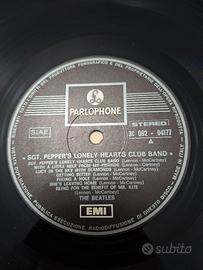 PARLOPHONE
S.I.A.E.
STEREO
3C 062 - 04177
A
« SGT. PEPPER'S LONELY HEARTS CLUB BAND »
SGT. PEPPER'S LONELY HEARTS CLUB BAND
(Lennon - McCartney)
WITH A LITTLE HELP FROM MY FRIENDS
(Lennon - McCartney)
LUCY IN THE SKY WITH DIAMONDS
(Lennon - McCartney)
GETTING BETTER
(Lennon - McCartney)
FIXING A HOLE
(Lennon - McCartney)
SHE'S LEAVING HOME
(Lennon - McCartney)
BEING FOR THE BENEFIT OF MR. KITE
(Lennon - McCartney)
THE BEATLES
EMI
subito